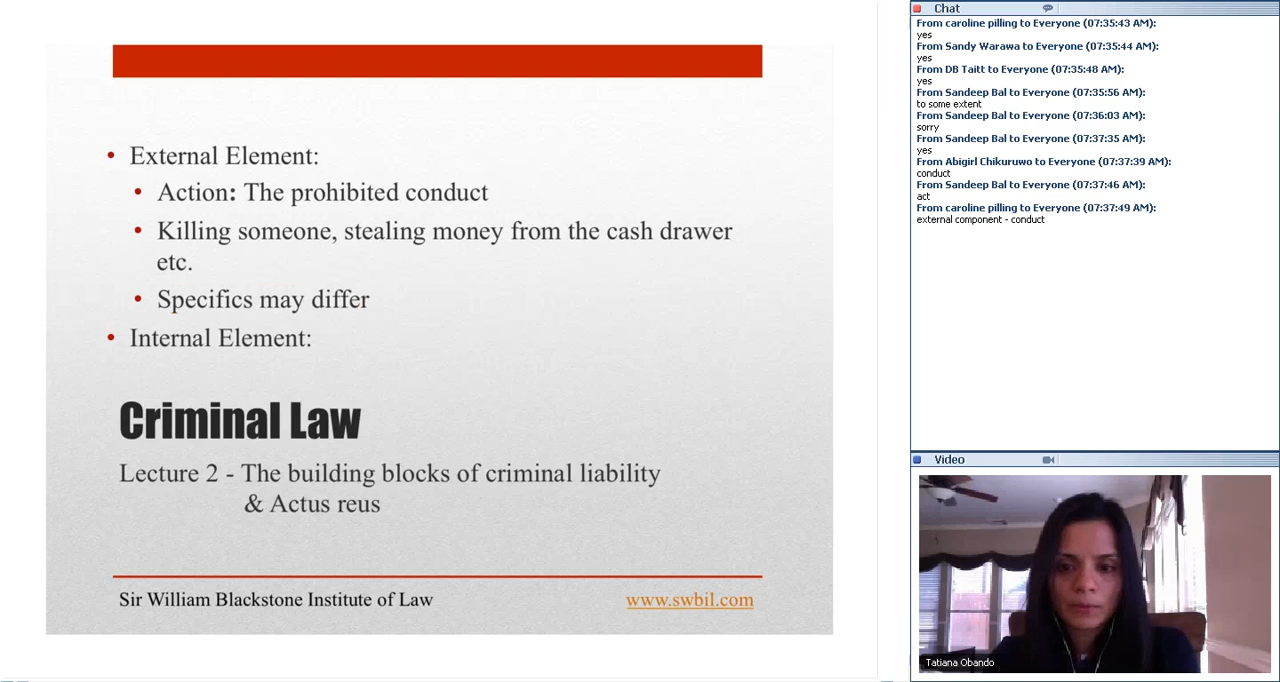 • External Element:
• Action: The prohibited conduct
• Killing someone, stealing money from the cash drawer
etc.
• Specifics may differ
• Internal Element:
Criminal Law
Lecture 2 - The building blocks of criminal liability
& Actus reus
Sir William Blackstone Institute of Law
www.swbil.com
Chat
From caroline pilling to Everyone (07:35:43 AM):
yes
From Sandy Warawa to Everyone (07:35:44 AM):
yes
From DB Taitt to Everyone (07:35:48 AM):
yes
From Sandeep Bal to Everyone (07:35:56 AM):
to some extent
From Sandeep Bal to Everyone (07:36:03 AM):
sorry
From Sandeep Bal to Everyone (07:37:35 AM):
yes
From Abigirl Chikuruwo to Everyone (07:37:39 AM):
conduct
From Sandeep Bal to Everyone (07:37:46 AM):
act
From caroline pilling to Everyone (07:37:49 AM):
external component - conduct
Video
Tatiana Obando